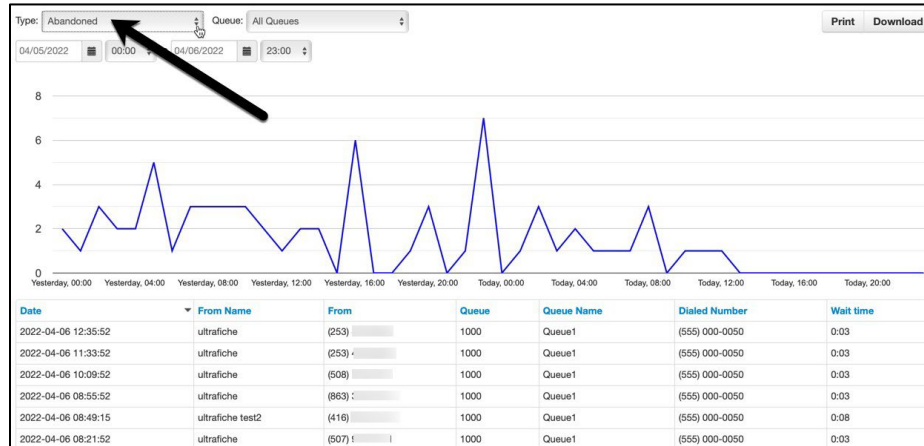 Type: Abandoned Queue: All Queues Print Download
04/05/2022 00:00 04/06/2022 23:00
8
6
4
2
0
Yesterday, 00:00 Yesterday, 04:00 Yesterday, 08:00 Yesterday, 12:00 Yesterday, 16:00 Yesterday, 20:00 Today, 00:00 Today, 04:00 Today, 08:00 Today, 12:00 Today, 16:00 Today, 20:00
Date From Name From Queue Queue Name Dialed Number Wait time
2022-04-06 12:35:52 ultrafiche (253) 1000 Queue1 (555) 000-0050 0:03
2022-04-06 11:33:52 ultrafiche (253) 1000 Queue1 (555) 000-0050 0:03
2022-04-06 10:09:52 ultrafiche (508) 1000 Queue1 (555) 000-0050 0:03
2022-04-06 08:55:52 ultrafiche (863) 1000 Queue1 (555) 000-0050 0:03
2022-04-06 08:49:15 ultrafiche test2 (416) 1000 Queue1 (555) 000-0050 0:08
2022-04-06 08:21:52 ultrafiche (507) 1000 Queue1 (555) 000-0050 0:03